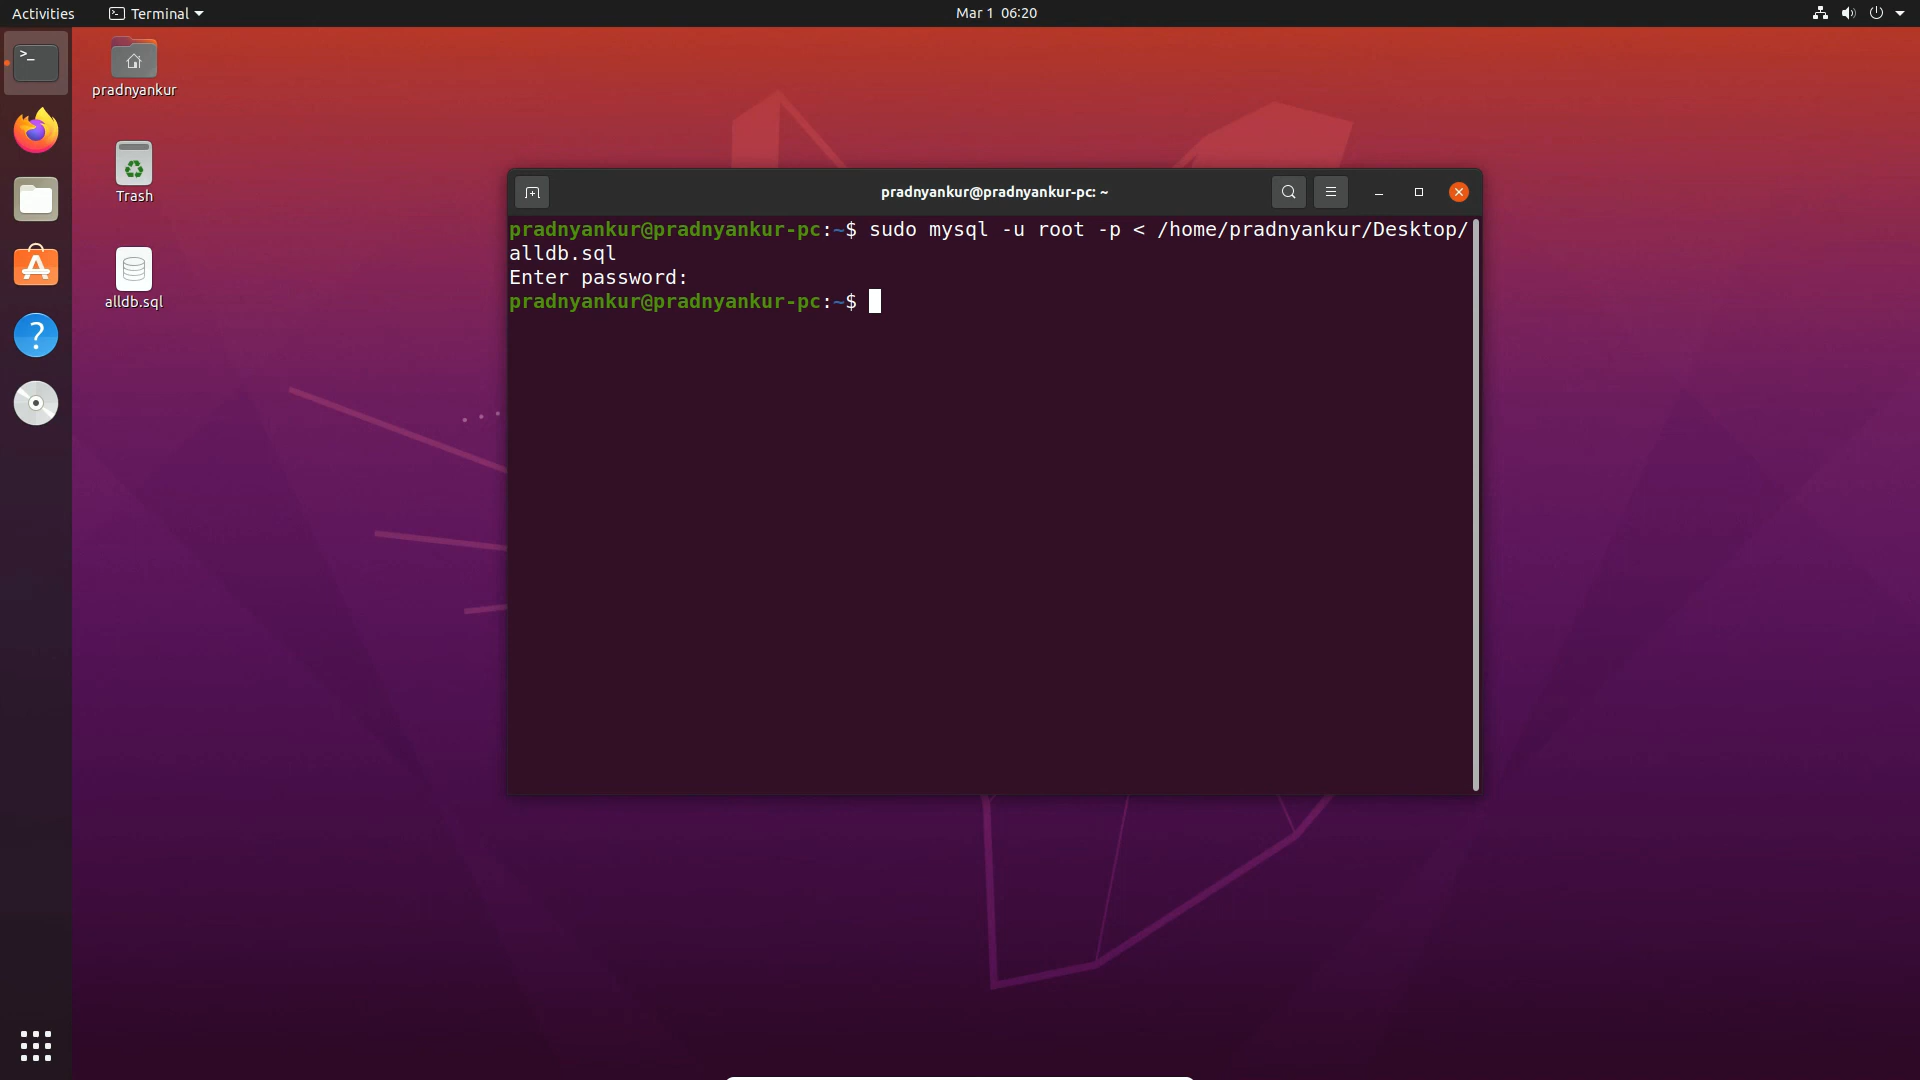 Activities
Terminal
Mar 1 06:20
pradnyankur
Trash
alldb.sql
pradnyankur@pradnyankur-pc: ~
pradnyankur@pradnyankur-pc:~$ sudo mysql -u root -p < /home/pradnyankur/Desktop/
alldb.sql
Enter password:
pradnyankur@pradnyankur-pc:~$